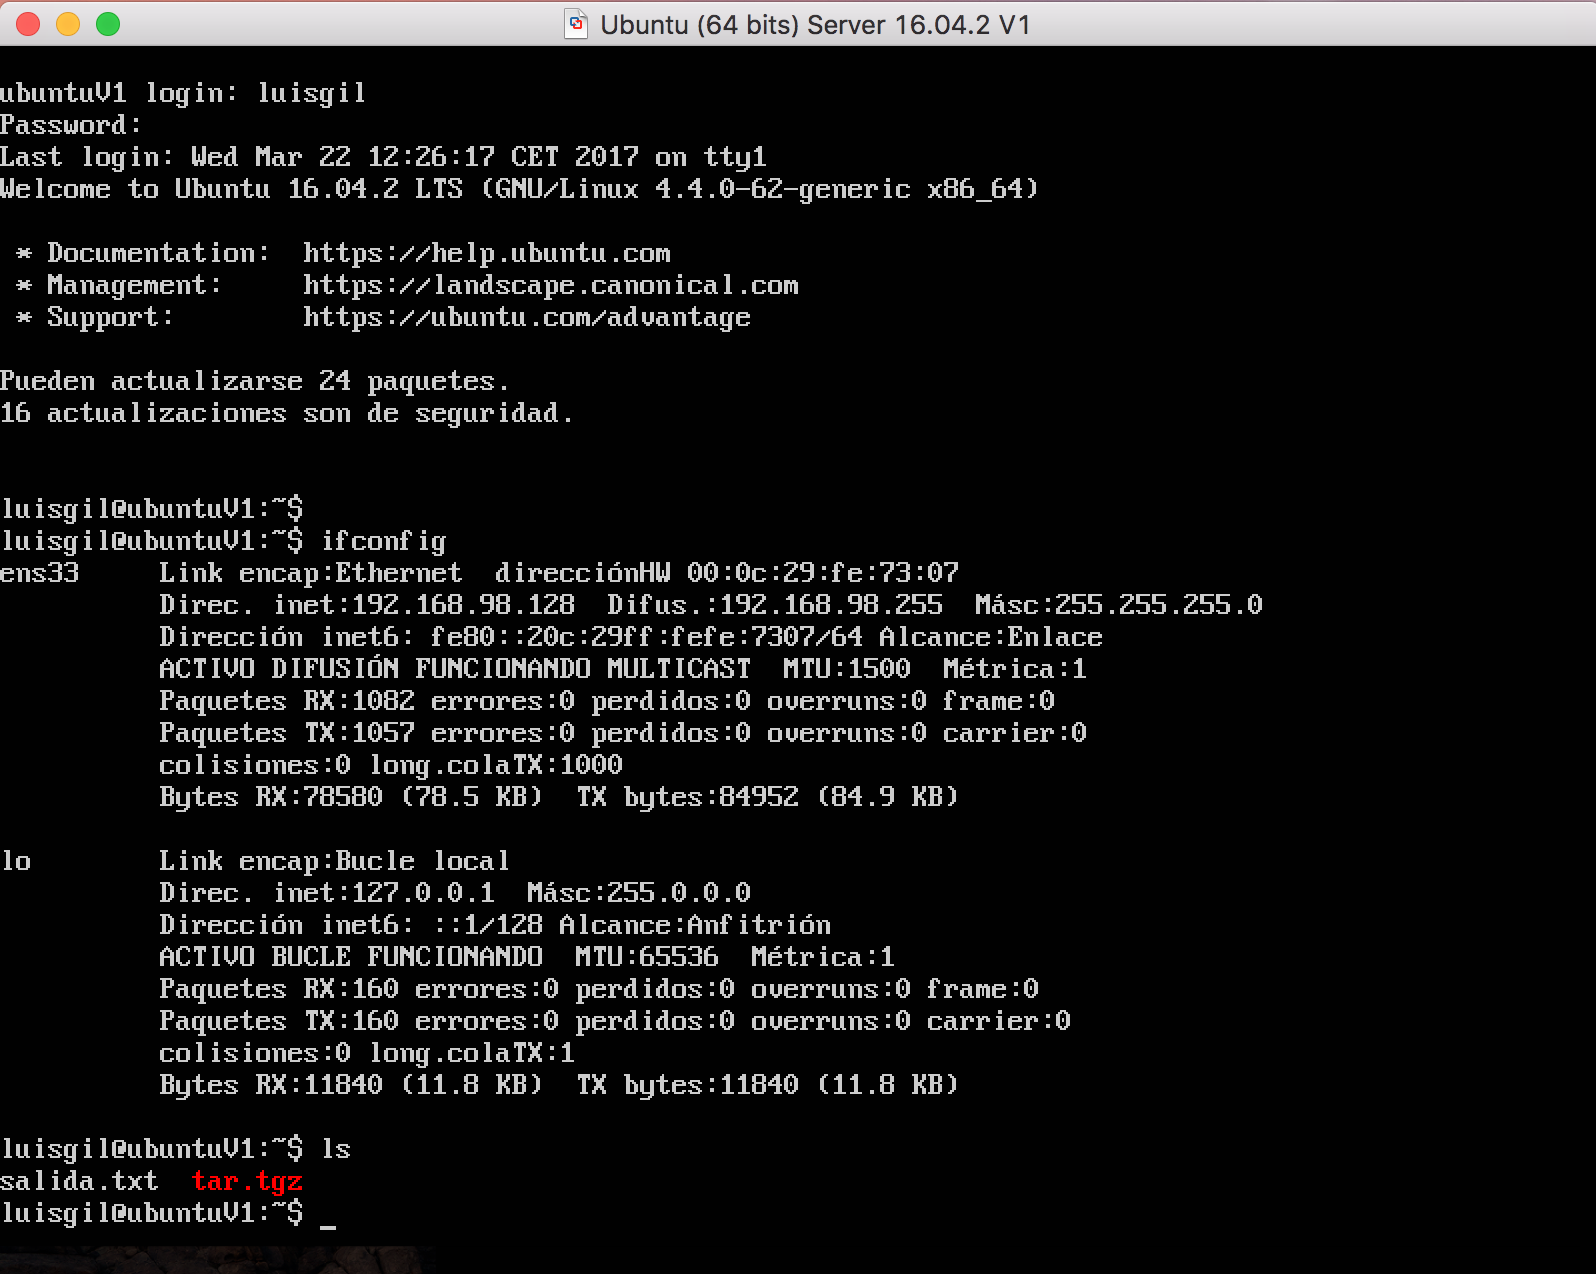 Ubuntu (64 bits) Server 16.04.2 V1
ubuntuV1 login: luisgil
Password:
Last login: Wed Mar 22 12:26:17 CET 2017 on tty1
Welcome to Ubuntu 16.04.2 LTS (GNU/Linux 4.4.0-62-generic x86_64)
 * Documentation:  https://help.ubuntu.com
 * Management:     https://landscape.canonical.com
 * Support:        https://ubuntu.com/advantage
Pueden actualizarse 24 paquetes.
16 actualizaciones son de seguridad.
luisgil@ubuntuV1:~$
luisgil@ubuntuV1:~$ ifconfig
ens33     Link encap:Ethernet  direcciónHW 00:0c:29:fe:73:07
          Direc. inet:192.168.98.128  Difus.:192.168.98.255  Másc:255.255.255.0
          Dirección inet6: fe80::20c:29ff:fefe:7307/64 Alcance:Enlace
          ACTIVO DIFUSIÓN FUNCIONANDO MULTICAST  MTU:1500  Métrica:1
          Paquetes RX:1082 errores:0 perdidos:0 overruns:0 frame:0
          Paquetes TX:1057 errores:0 perdidos:0 overruns:0 carrier:0
          colisiones:0 long.colaTX:1000
          Bytes RX:78580 (78.5 KB)  TX bytes:84952 (84.9 KB)
lo        Link encap:Bucle local
          Direc. inet:127.0.0.1  Másc:255.0.0.0
          Dirección inet6: ::1/128 Alcance:Anfitrión
          ACTIVO BUCLE FUNCIONANDO  MTU:65536  Métrica:1
          Paquetes RX:160 errores:0 perdidos:0 overruns:0 frame:0
          Paquetes TX:160 errores:0 perdidos:0 overruns:0 carrier:0
          colisiones:0 long.colaTX:1
          Bytes RX:11840 (11.8 KB)  TX bytes:11840 (11.8 KB)
luisgil@ubuntuV1:~$ ls
salida.txt  tar.tgz
luisgil@ubuntuV1:~$ _